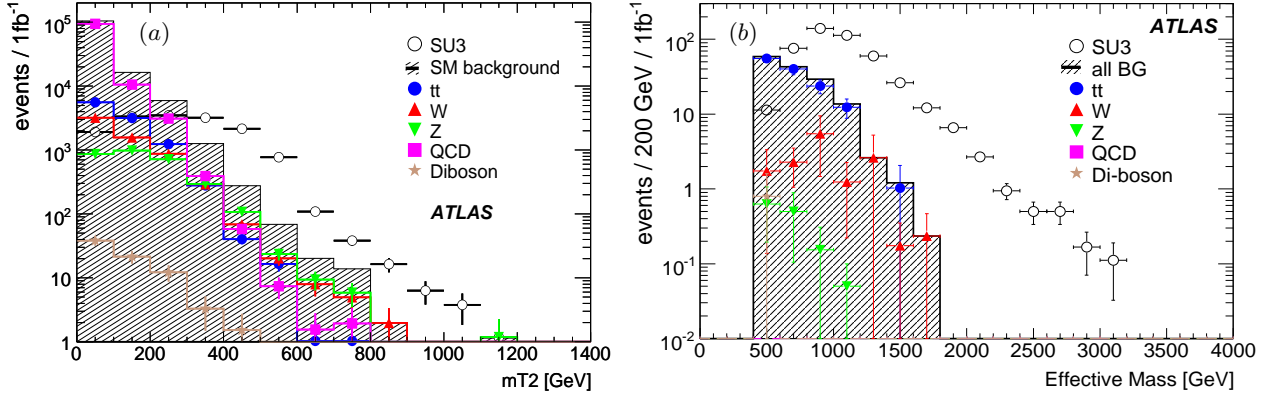 (a)
events / 1fb⁻¹
10⁵
10⁴
10³
10²
10
1
SU3
SM background
tt
W
Z
QCD
Diboson
ATLAS
0 200 400 600 800 1000 1200 1400
mT2 [GeV]
(b)
ATLAS
events / 200 GeV / 1fb⁻¹
10²
10
1
10⁻¹
10⁻²
SU3
all BG
tt
W
Z
QCD
Di-boson
0 500 1000 1500 2000 2500 3000 3500 4000
Effective Mass [GeV]